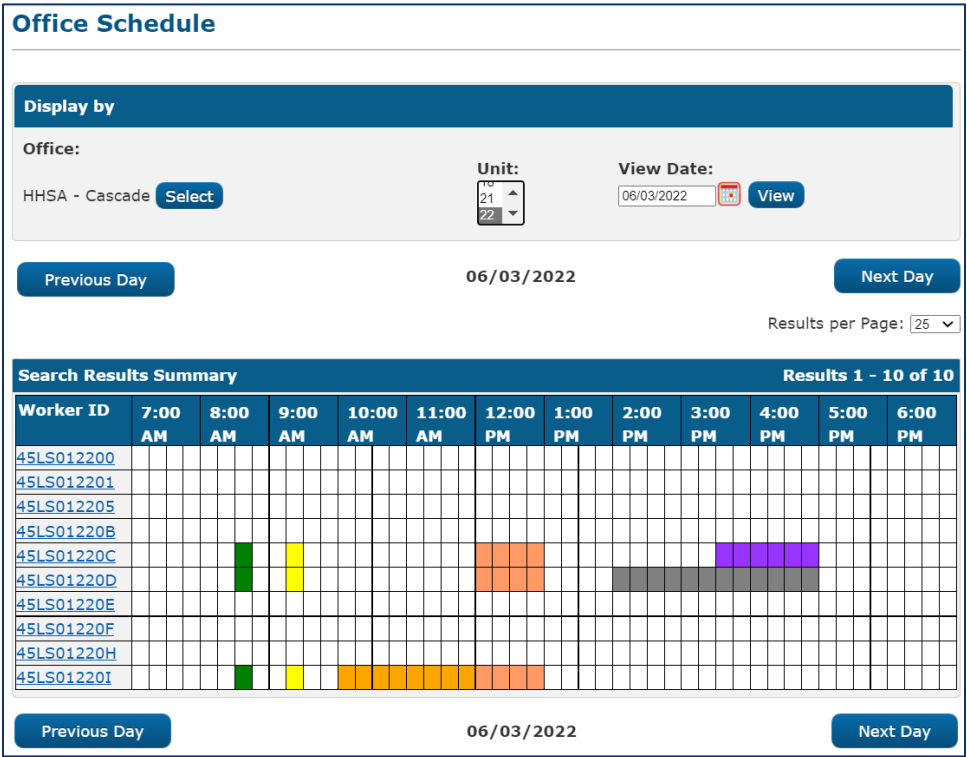 Office Schedule
Display by
Office:
Unit:
View Date:
HHSA - Cascade Select
21
22
06/03/2022
View
Previous Day
06/03/2022
Next Day
Results per Page: 25
Search Results Summary
Results 1 - 10 of 10
Worker ID 7:00 AM 8:00 AM 9:00 AM 10:00 AM 11:00 AM 12:00 PM 1:00 PM 2:00 PM 3:00 PM 4:00 PM 5:00 PM 6:00 PM
45LS012200
45LS012201
45LS012205
45LS01220B
45LS01220C
45LS01220D
45LS01220E
45LS01220F
45LS01220H
45LS01220I
Previous Day
06/03/2022
Next Day